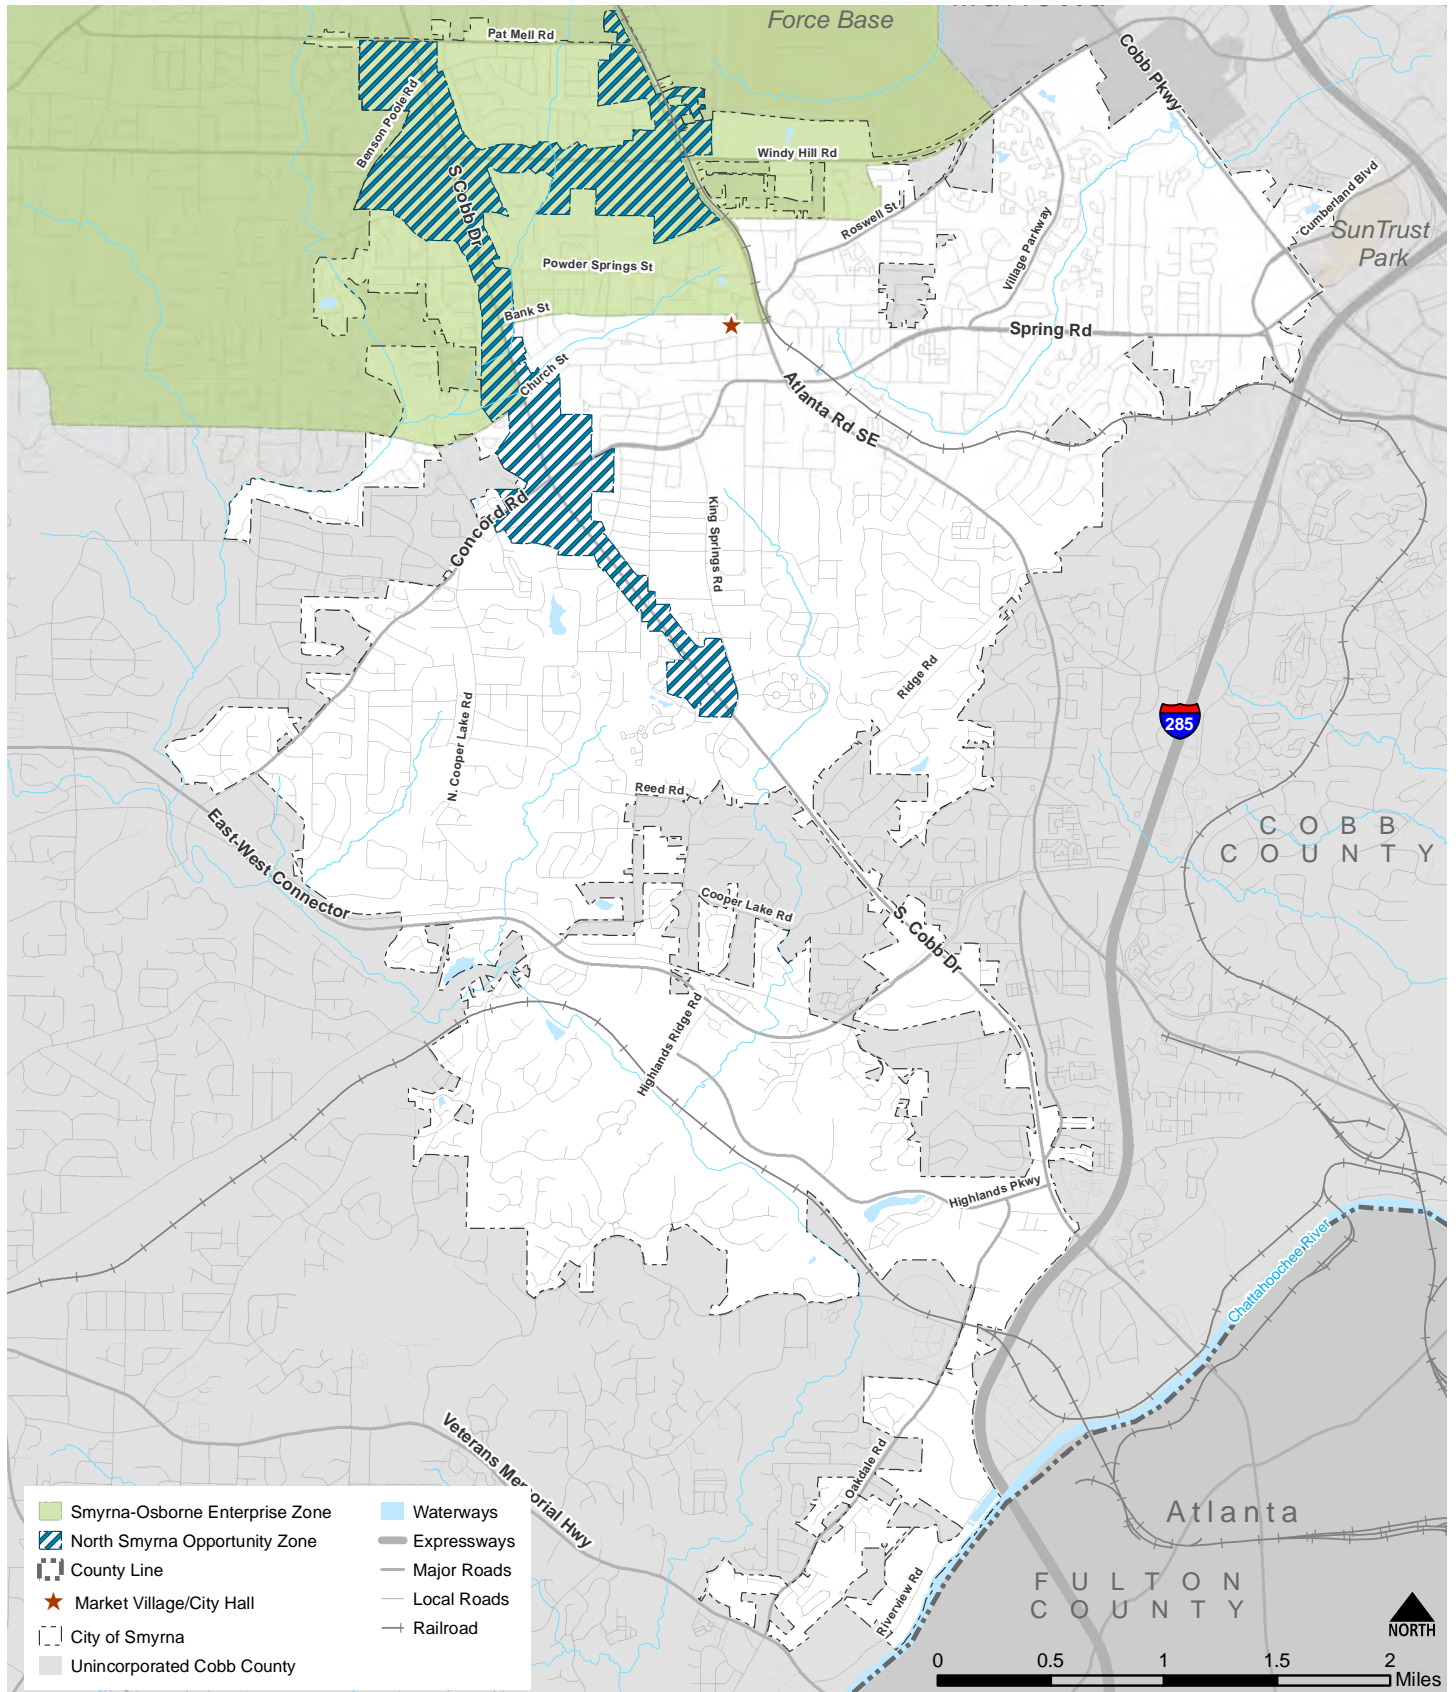 Force Base
Pat Mell Rd
Cobb Pkwy
Benson Poole Rd
Windy Hill Rd
S Cobb Dr
Cumberland Blvd
Roswell St
Village Parkway
SunTrust
Park
Powder Springs St
Bank St
Spring Rd
Church St
Atlanta Rd SE
King Springs Rd
Concord Rd
Ridge Rd
N. Cooper Lake Rd
285
Reed Rd
East-West Connector
COBB
COUNTY
Cooper Lake Rd
S. Cobb Dr
Highlands Ridge Rd
Highlands Pkwy
Chattahoochee River
Veterans Memorial Hwy
Oakdale Rd
Atlanta
Riverview Rd
FULTON
COUNTY
Smyrna-Osborne Enterprise Zone
North Smyrna Opportunity Zone
County Line
Market Village/City Hall
City of Smyrna
Unincorporated Cobb County
Waterways
Expressways
Major Roads
Local Roads
Railroad
NORTH
0 0.5 1 1.5 2
Miles